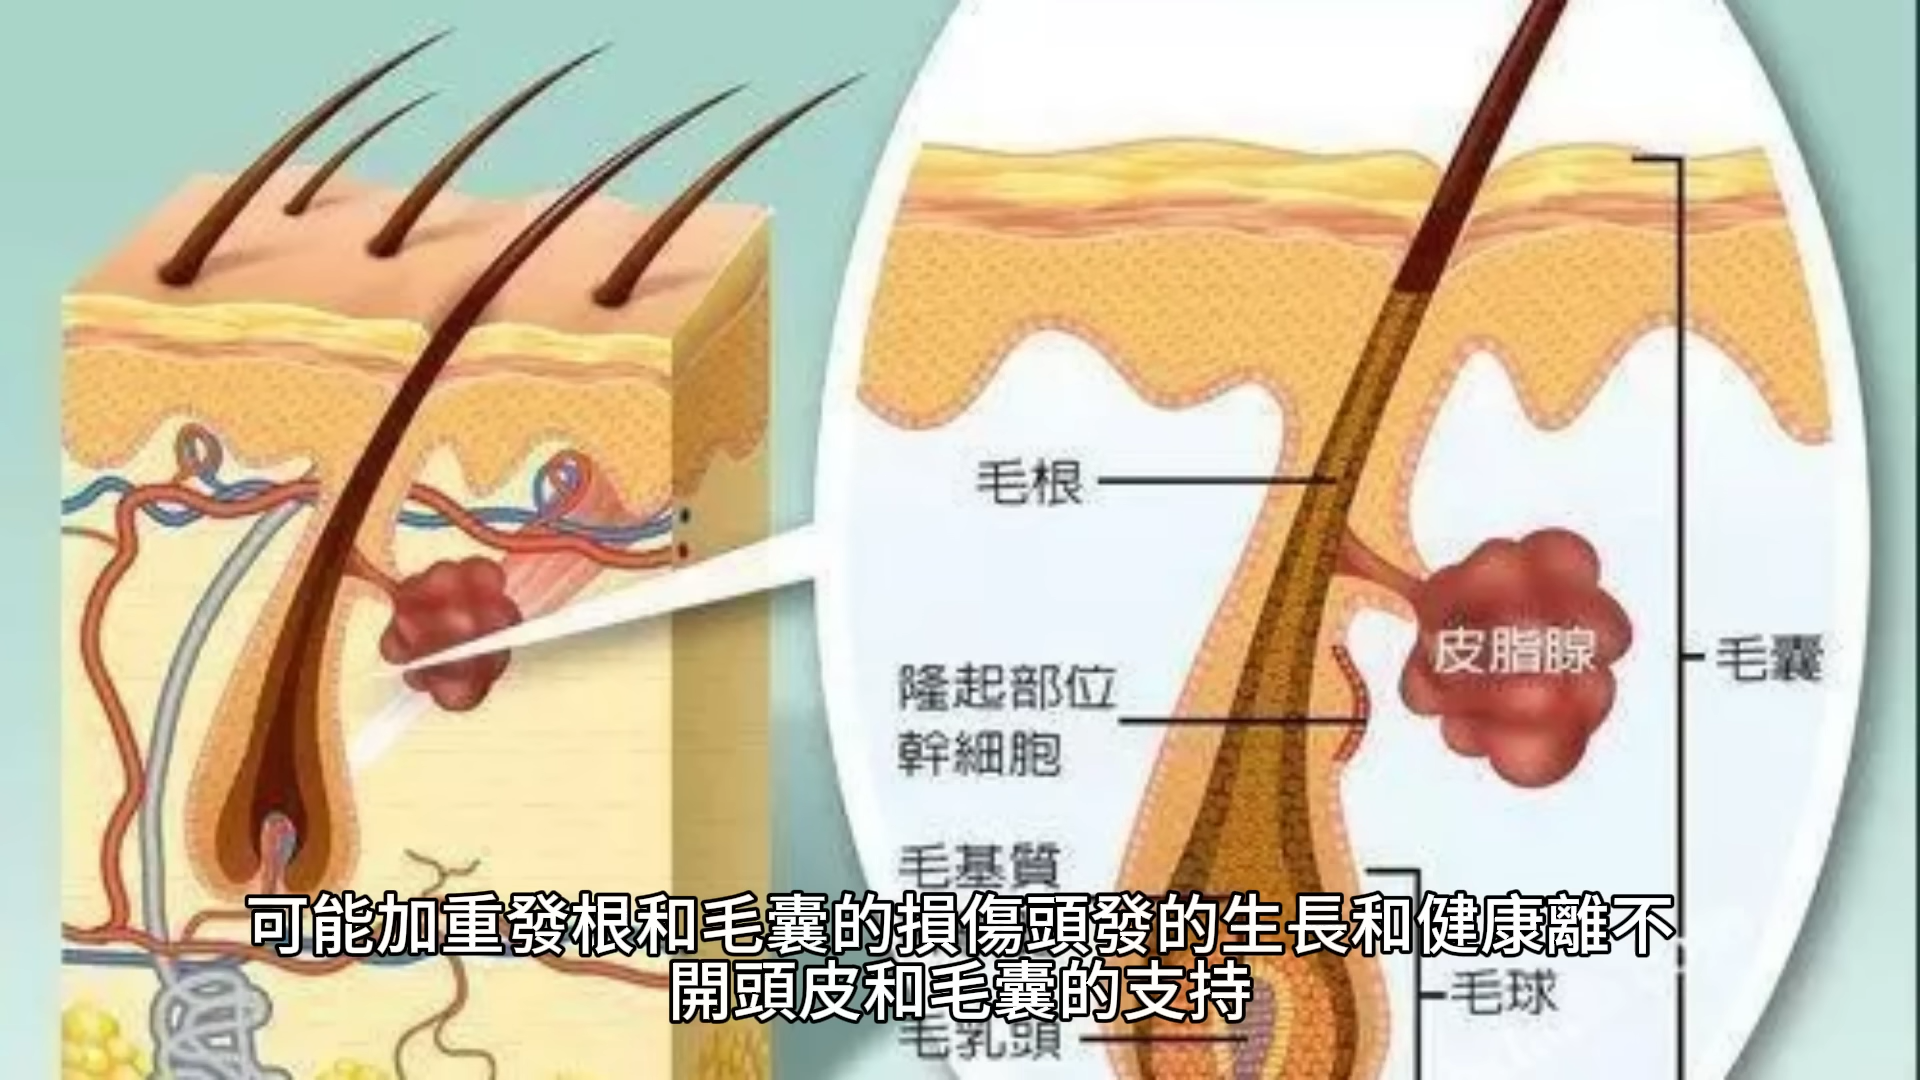 毛根
皮脂腺
毛囊
隆起部位
幹細胞
毛基質
可能加重發根和毛囊的損傷頭發的生長和健康離不
開頭皮和毛囊的支持
毛球
毛乳頭